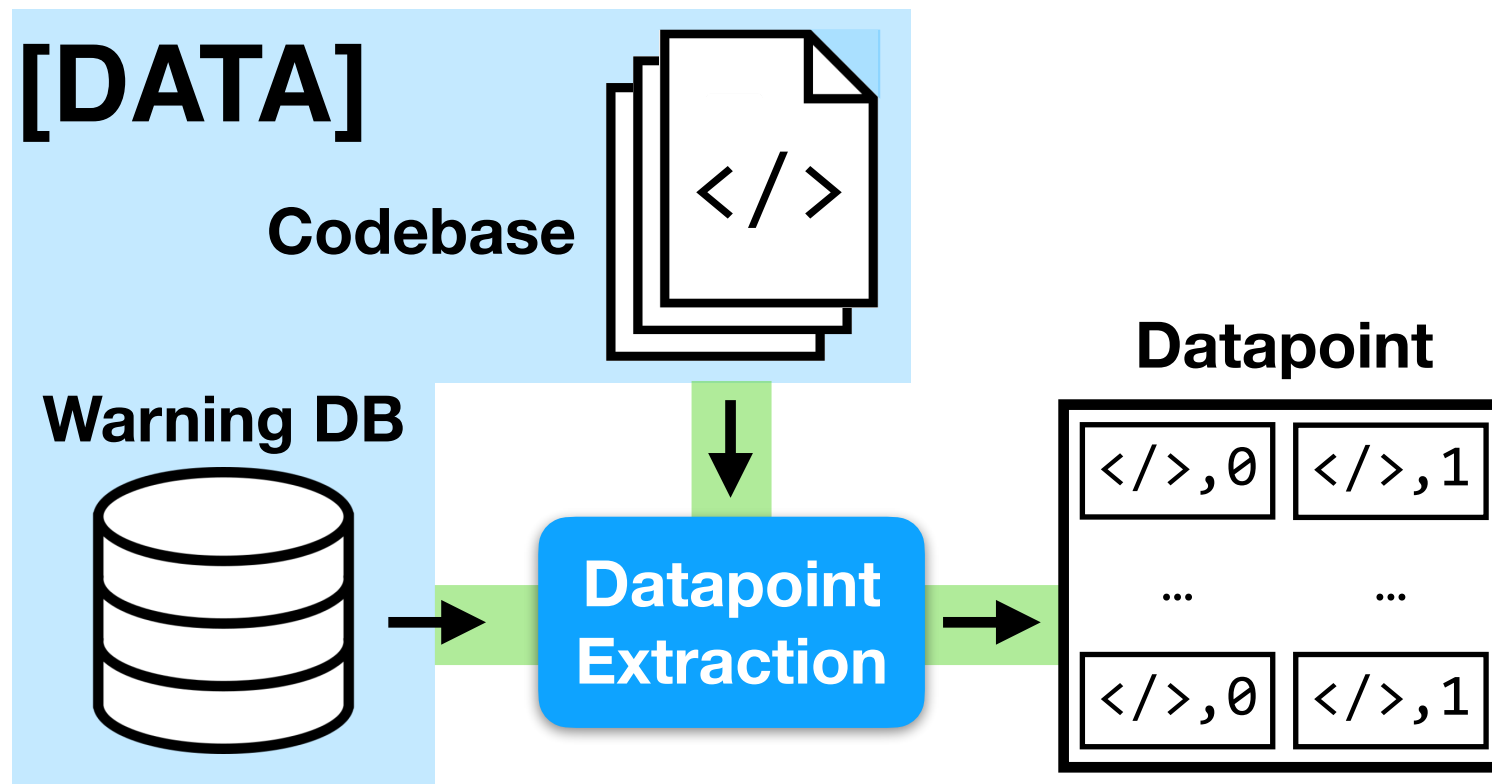 [DATA]
</>
Codebase
Warning DB
Datapoint
Extraction
Datapoint
</>,0 </>,1
… …
</>,0 </>,1